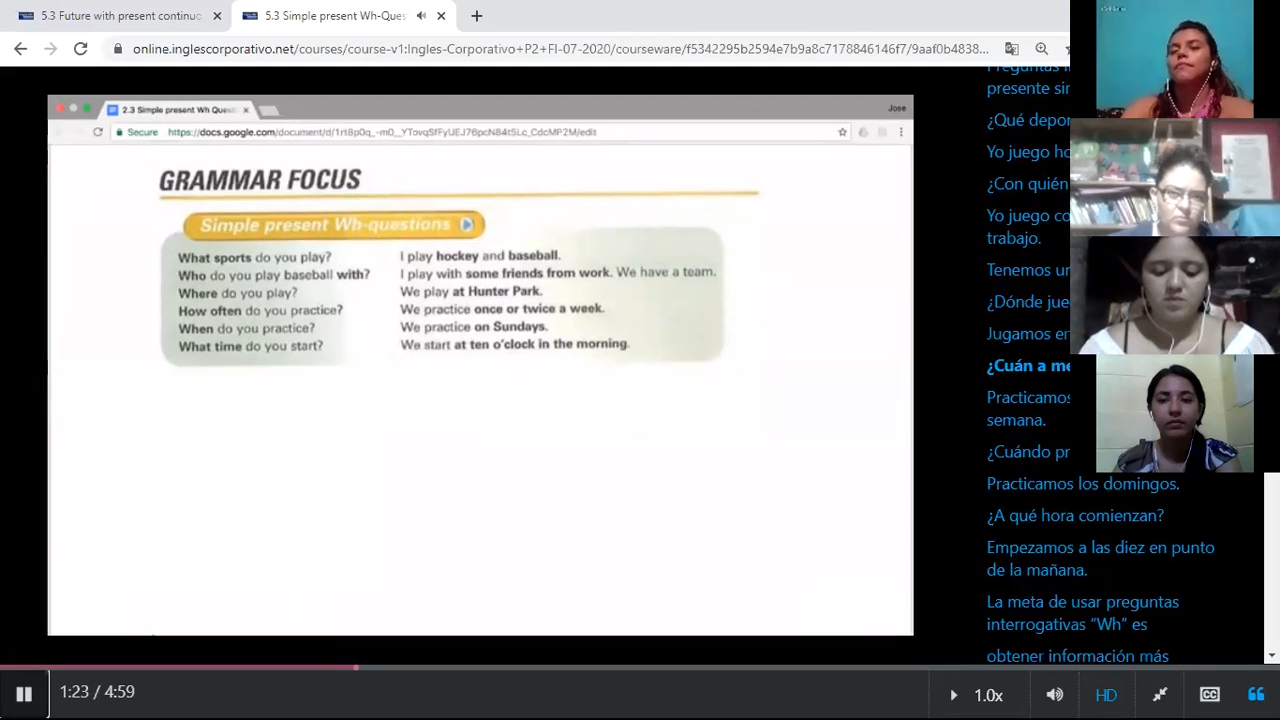 5.3 Future with present continuo
5.3 Simple present Wh-Ques
online.inglescorporativo.net/courses/course-v1:Ingles-Corporativo+P2+FI-07-2020/courseware/f5342295b2594e7b9a8c7178846146f7/9aaf0b4838...
2.3 Simple present Wh Ques
Jose
Secure
GRAMMAR FOCUS
Simple present Wh-questions
What sports do you play? I play hockey and baseball.
Who do you play baseball with? I play with some friends from work. We have a team.
Where do you play? We play at Hunter Park.
How often do you practice? We practice once or twice a week.
When do you practice? We practice on Sundays.
What time do you start? We start at ten o'clock in the morning.
presente si
¿Qué depor
Yo juego ho
¿Con quién
Yo juego co
trabajo.
Tenemos un
¿Dónde jue
Jugamos en
¿Cuán a me
Practicamos
semana.
¿Cuándo pr
Practicamos los domingos.
¿A qué hora comienzan?
Empezamos a las diez en punto
de la mañana.
La meta de usar preguntas
interrogativas "Wh" es
obtener información más
1:23 / 4:59
1.0x
HD
CC